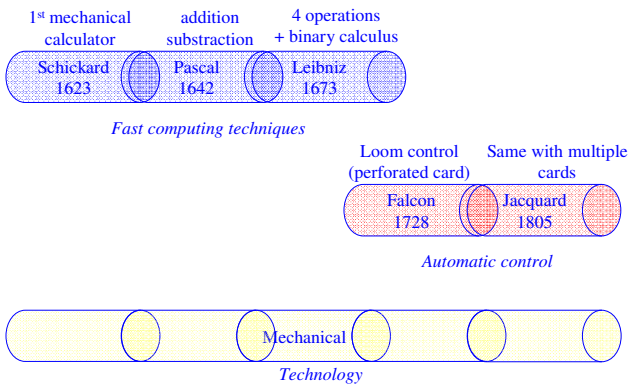 1st mechanical
calculator
addition
substraction
4 operations
+ binary calculus
Schickard
1623
Pascal
1642
Leibniz
1673
Fast computing techniques
Loom control
(perforated card)
Same with multiple
cards
Falcon
1728
Jacquard
1805
Automatic control
Mechanical
Technology